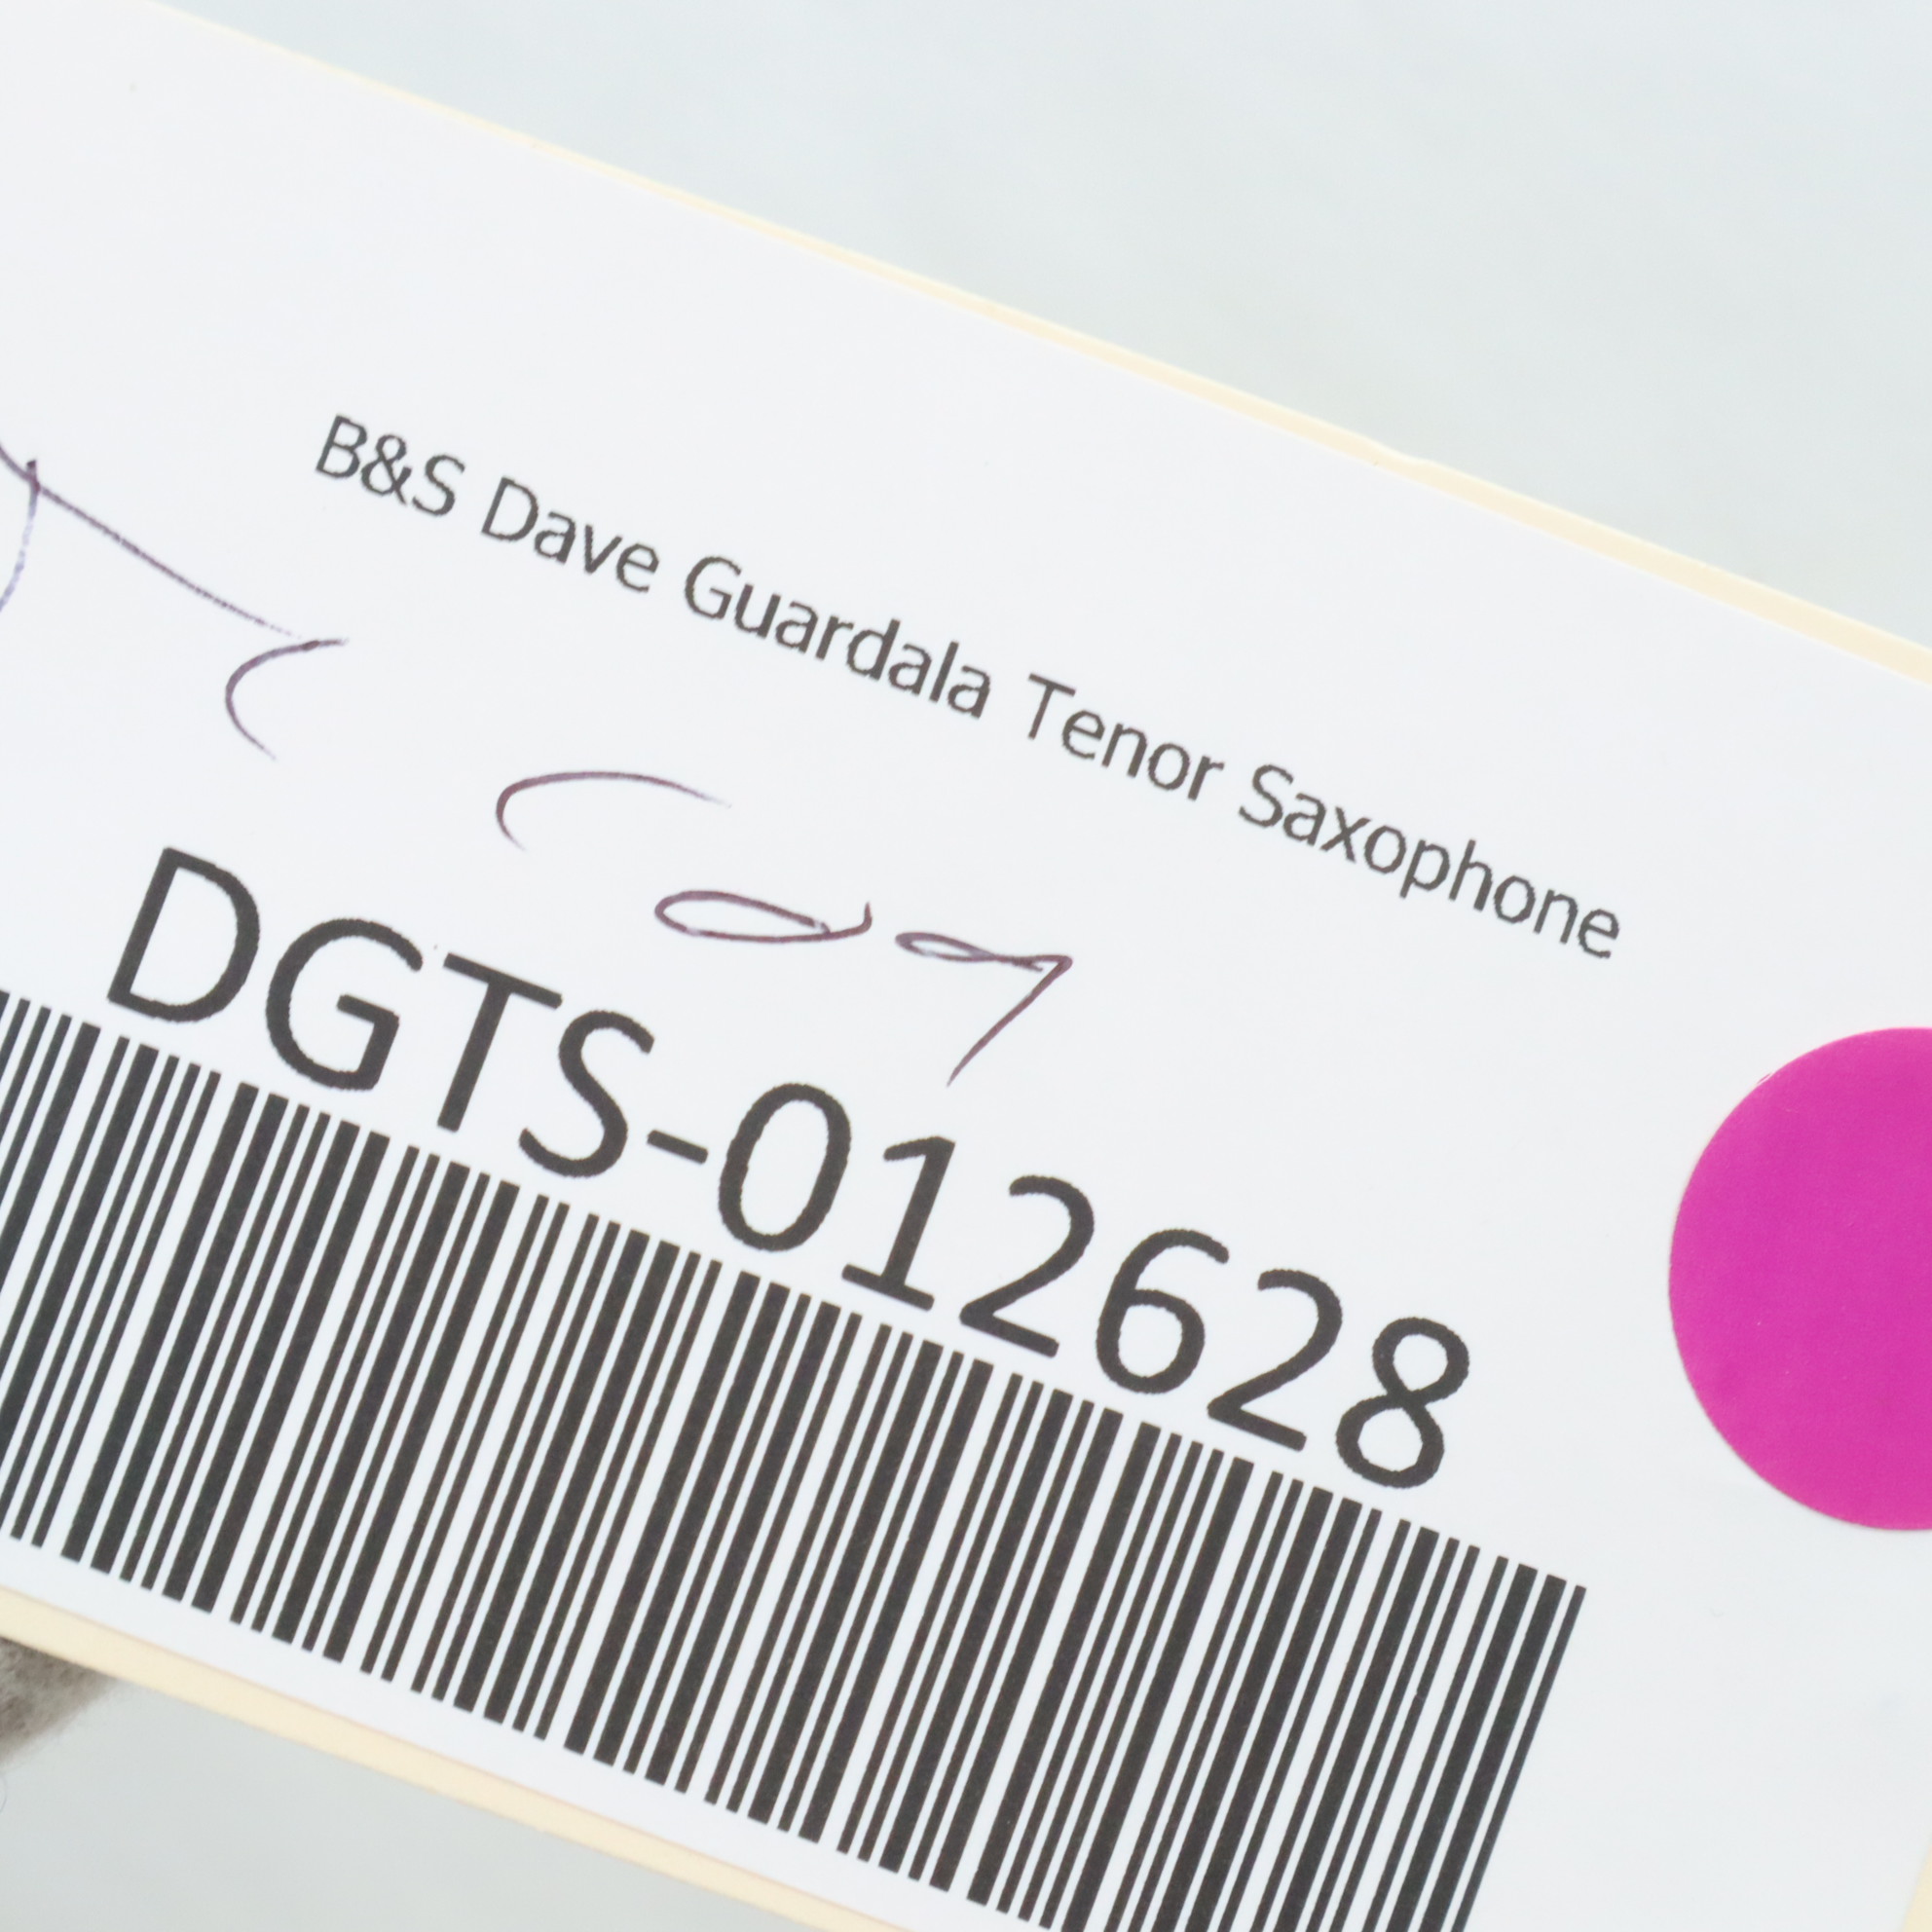 B&S Dave Guardala Tenor Saxophone
DGTS-012628